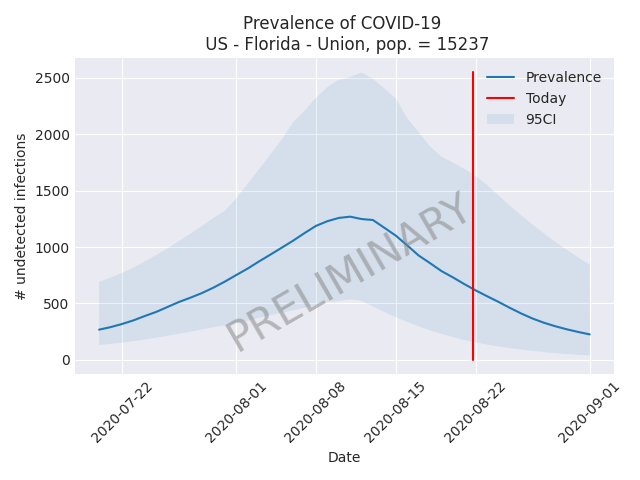 Prevalence of COVID-19
US - Florida - Union, pop. = 15237
2500
2000
1500
1000
500
0
# undetected infections
Prevalence
Today
95CI
PRELIMINARY
2020-07-22
2020-08-01
2020-08-08
2020-08-15
2020-08-22
2020-09-01
Date